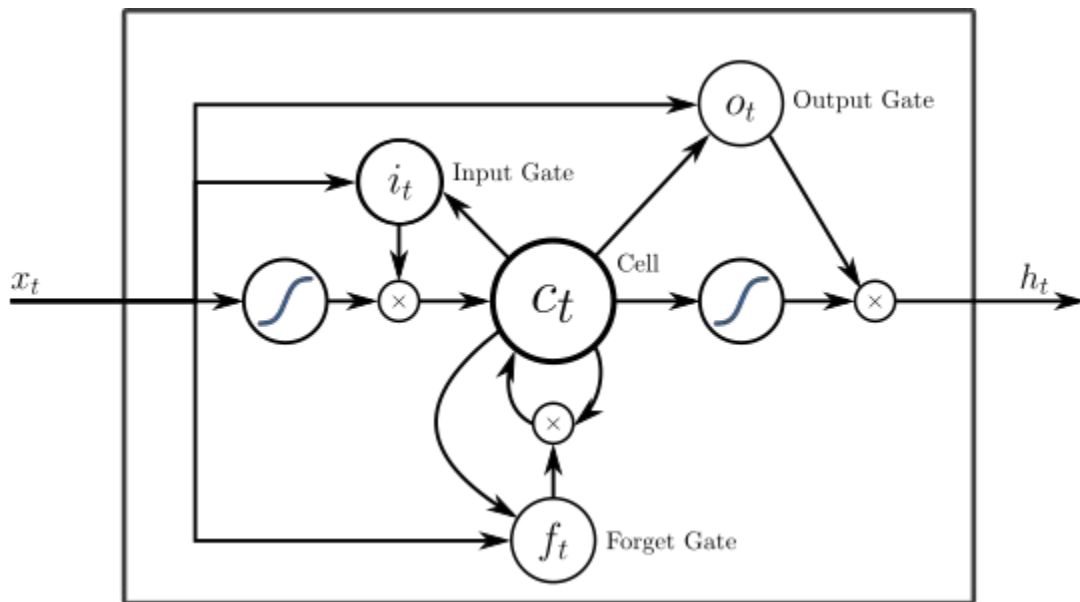 o_t Output Gate
i_t Input Gate
x_t
×
c_t
Cell
×
h_t
×
f_t Forget Gate